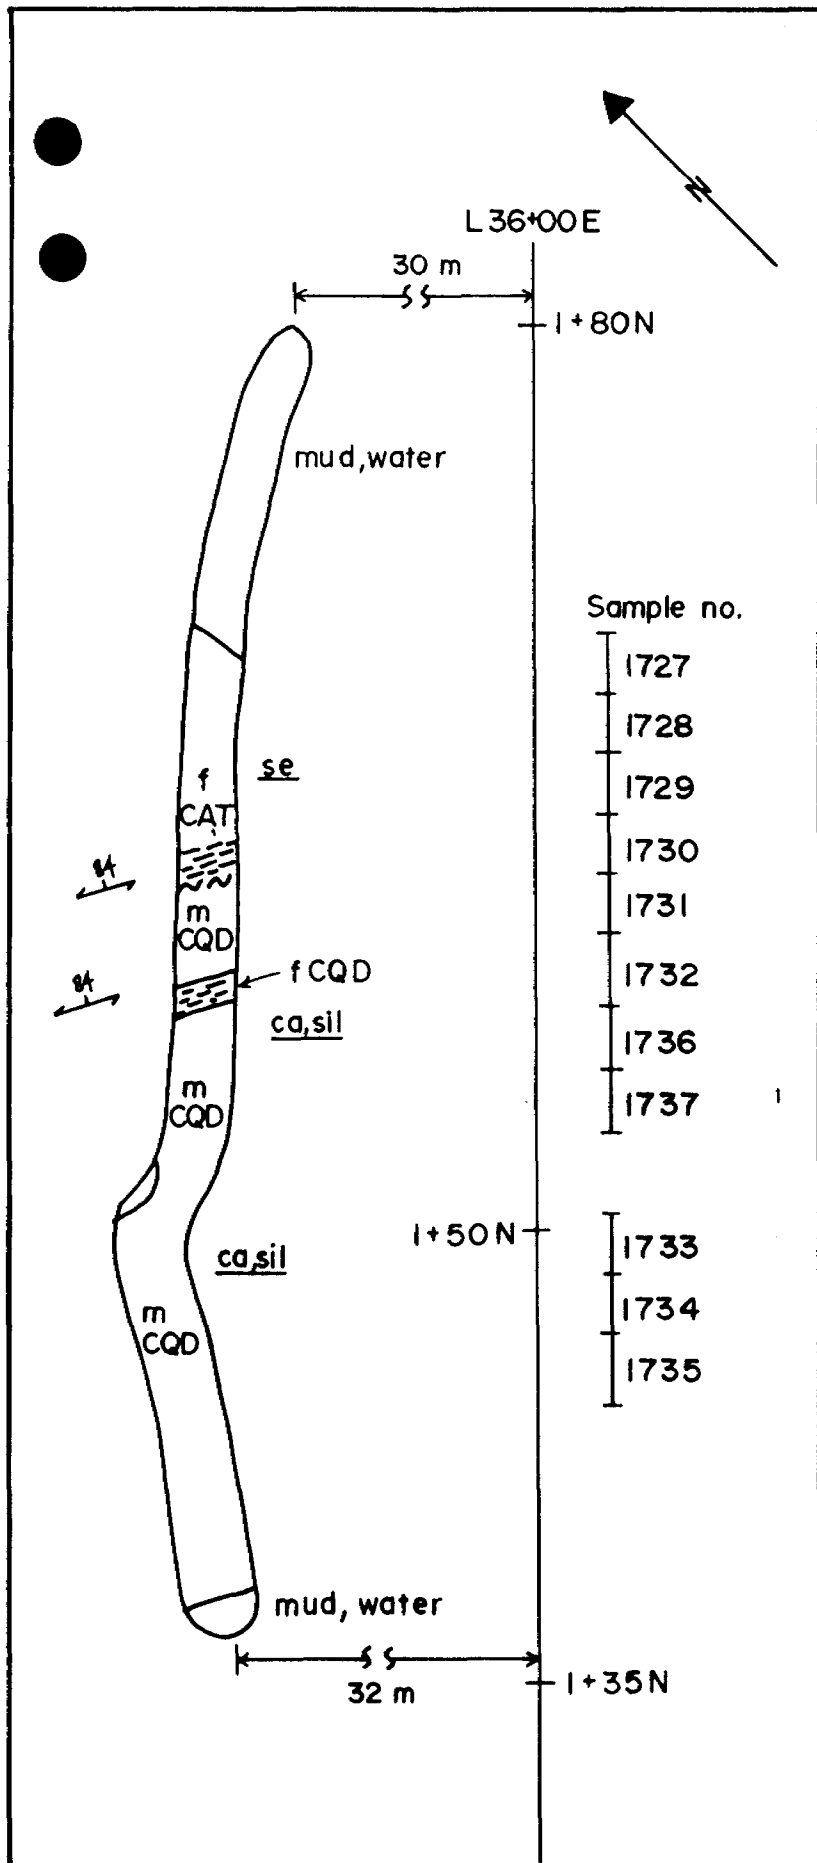 N
L 36+00E
30 m
1+80N
mud, water
Sample no.
1727
1728
se
f
CAT
1729
1730
84
m
CQD
1731
f CQD
1732
84
ca, sil
1736
m
CQD
1737
1+50N
1733
ca, sil
m
CQD
1734
1735
mud, water
32 m
1+35N